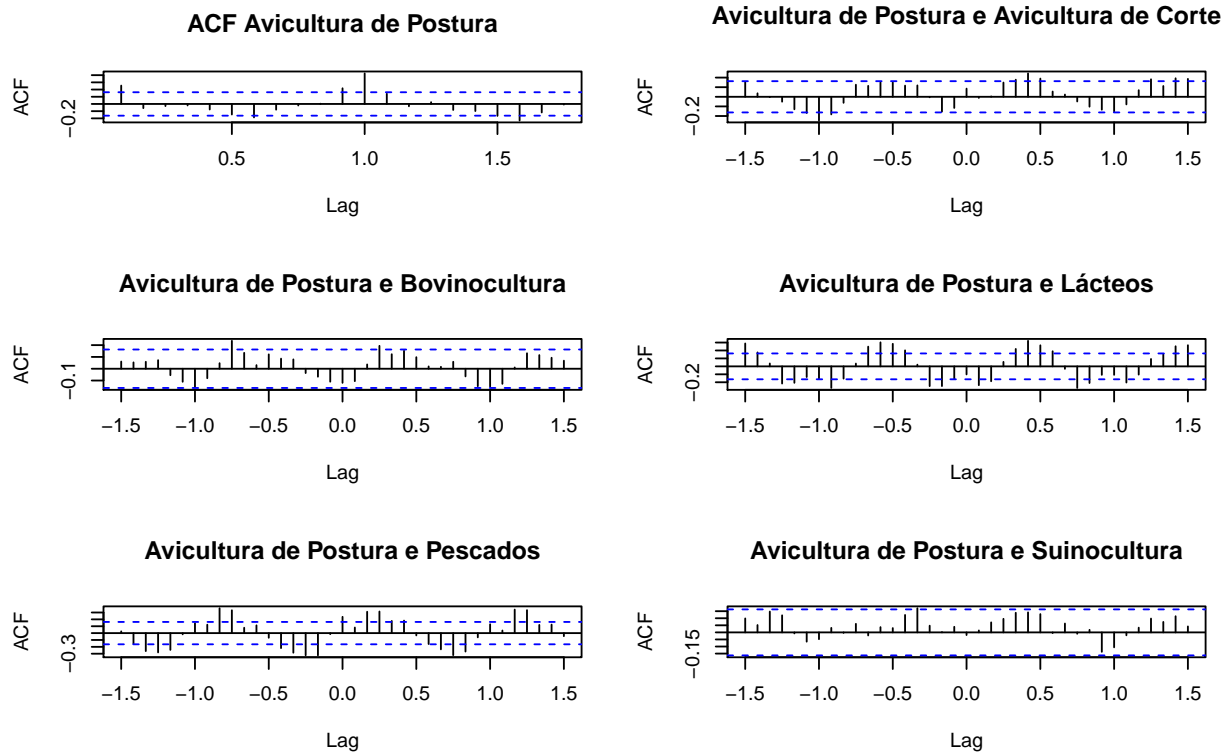 ACF Avicultura de Postura
ACF
−0.2
0.5 1.0 1.5
Lag
Avicultura de Postura e Avicultura de Corte
ACF
−0.2
−1.5 −1.0 −0.5 0.0 0.5 1.0 1.5
Lag
Avicultura de Postura e Bovinocultura
ACF
−0.1
−1.5 −1.0 −0.5 0.0 0.5 1.0 1.5
Lag
Avicultura de Postura e Lácteos
ACF
−0.2
−1.5 −1.0 −0.5 0.0 0.5 1.0 1.5
Lag
Avicultura de Postura e Pescados
ACF
−0.3
−1.5 −1.0 −0.5 0.0 0.5 1.0 1.5
Lag
Avicultura de Postura e Suinocultura
ACF
−0.15
−1.5 −1.0 −0.5 0.0 0.5 1.0 1.5
Lag